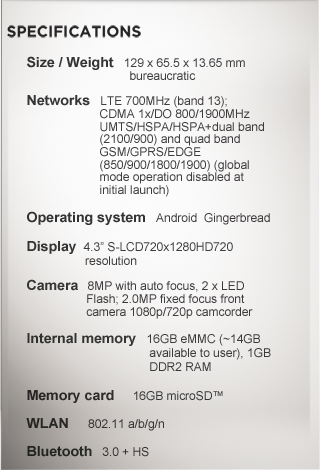 SPECIFICATIONS
Size / Weight 129 x 65.5 x 13.65 mm
bureaucratic
Networks LTE 700MHz (band 13);
CDMA 1x/DO 800/1900MHz
UMTS/HSPA/HSPA+dual band
(2100/900) and quad band
GSM/GPRS/EDGE
(850/900/1800/1900) (global
mode operation disabled at
initial launch)
Operating system Android Gingerbread
Display 4.3” S-LCD720x1280HD720
resolution
Camera 8MP with auto focus, 2 x LED
Flash; 2.0MP fixed focus front
camera 1080p/720p camcorder
Internal memory 16GB eMMC (~14GB
available to user), 1GB
DDR2 RAM
Memory card 16GB microSD™
WLAN 802.11 a/b/g/n
Bluetooth 3.0 + HS